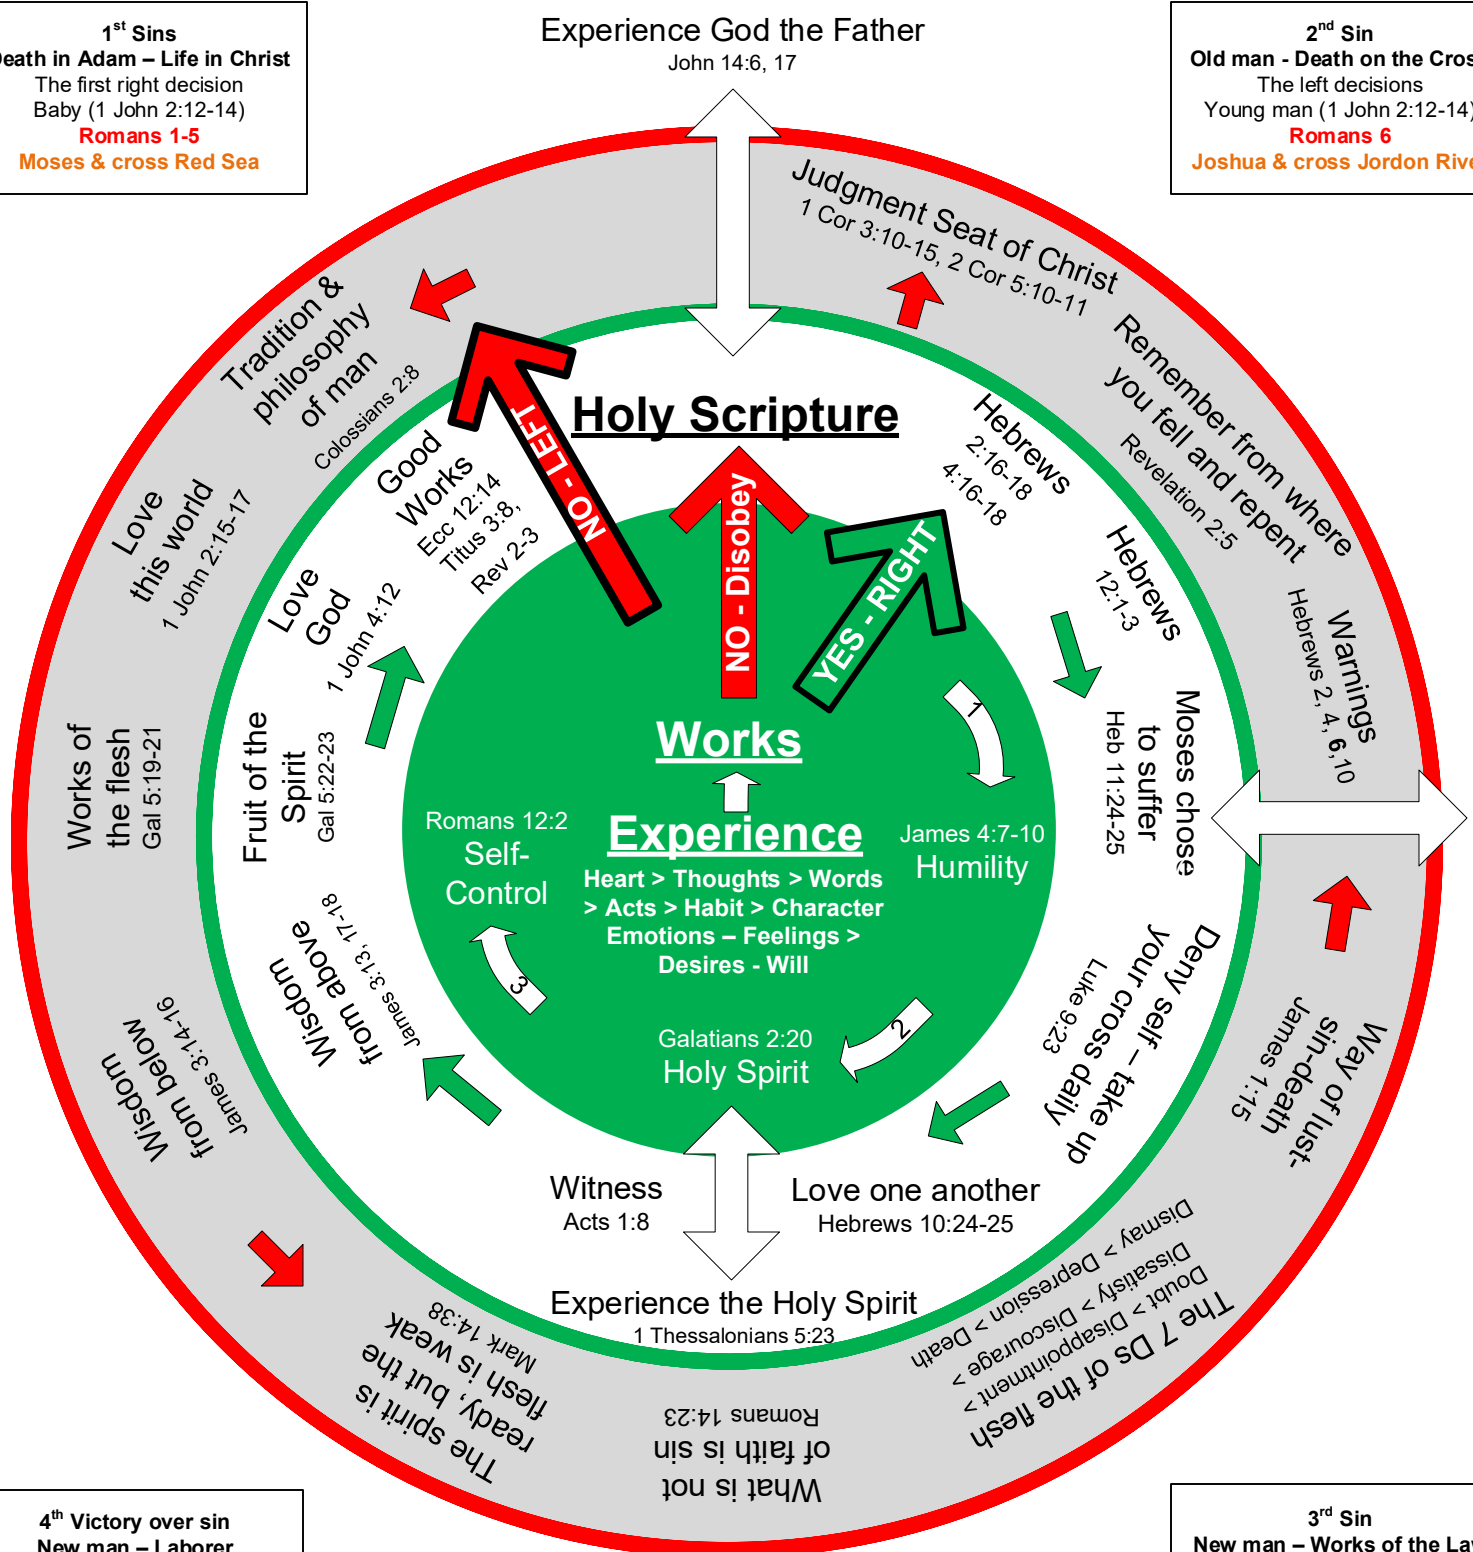 1st Sins
Death in Adam – Life in Christ
The first right decision
Baby (1 John 2:12-14)
Romans 1-5
Moses & cross Red Sea
Experience God the Father
John 14:6, 17
2nd Sin
Old man - Death on the Cros
The left decisions
Young man (1 John 2:12-14)
Romans 6
Joshua & cross Jordon Rive
Judgment Seat of Christ
1 Cor 3:10-15, 2 Cor 5:10-11
Remember from where
you fell and repent
Revelation 2:5
Warnings
Hebrews 2, 4, 6,10
Way of lust-
sin-death
James 1:15
The 7 Ds of the flesh
Doubt > Disappointment >
Dissatisfy > Discourage >
Dismay > Depression > Death
What is not
of faith is sin
Romans 14:23
The spirit is
ready, but the
flesh is weak
Mark 14:38
Wisdom
from below
James 3:14-16
Works of
the flesh
Gal 5:19-21
Love
this world
1 John 2:15-17
Tradition &
philosophy
of man
Colossians 2:8
Holy Scripture
Hebrews
2:16-18
4:16-18
Hebrews
12:1-3
Moses chose
to suffer
Heb 11:24-25
Deny self – take up
your cross daily
Luke 9:23
Love one another
Hebrews 10:24-25
Witness
Acts 1:8
Experience the Holy Spirit
1 Thessalonians 5:23
Wisdom
from above
James 3:13, 17-18
Fruit of the
Spirit
Gal 5:22-23
Love
God
1 John 4:12
Good
Works
Ecc 12:14
Titus 3:8,
Rev 2-3
NO - LEFT
NO - Disobey
YES - RIGHT
Works
Experience
Heart > Thoughts > Words
> Acts > Habit > Character
Emotions – Feelings >
Desires - Will
1
James 4:7-10
Humility
2
Galatians 2:20
Holy Spirit
3
Romans 12:2
Self-
Control
4th Victory over sin
New man – Laborer
3rd Sin
New man – Works of the La